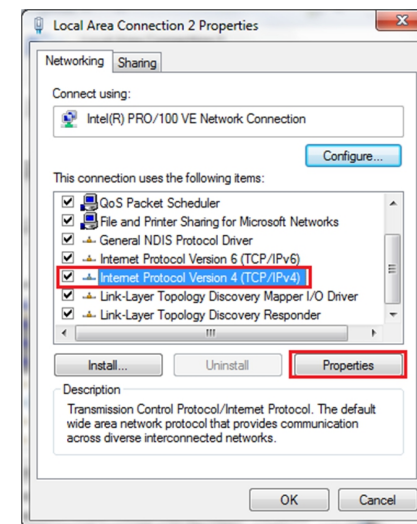 Local Area Connection 2 Properties
Networking
Sharing
Connect using:
Intel(R) PRO/100 VE Network Connection
Configure...
This connection uses the following items:
QoS Packet Scheduler
File and Printer Sharing for Microsoft Networks
General NDIS Protocol Driver
Internet Protocol Version 6 (TCP/IPv6)
Internet Protocol Version 4 (TCP/IPv4)
Link-Layer Topology Discovery Mapper I/O Driver
Link-Layer Topology Discovery Responder
Install...
Uninstall
Properties
Description
Transmission Control Protocol/Internet Protocol. The default
wide area network protocol that provides communication
across diverse interconnected networks.
OK
Cancel